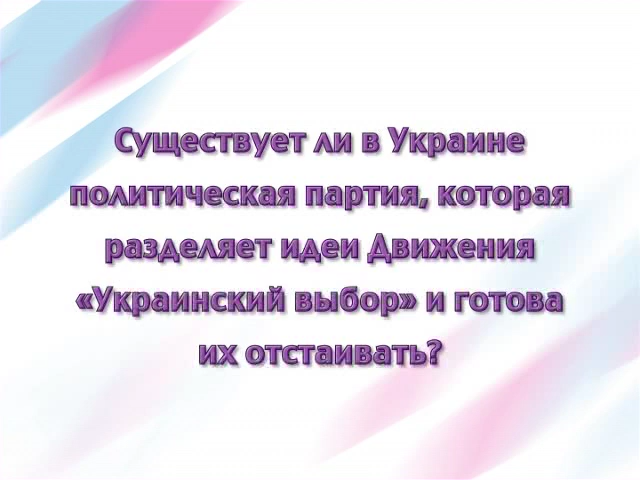 Существует ли в Украине
политическая партия, которая
разделяет идеи Движения
«Украинский выбор» и готова
их отстаивать?